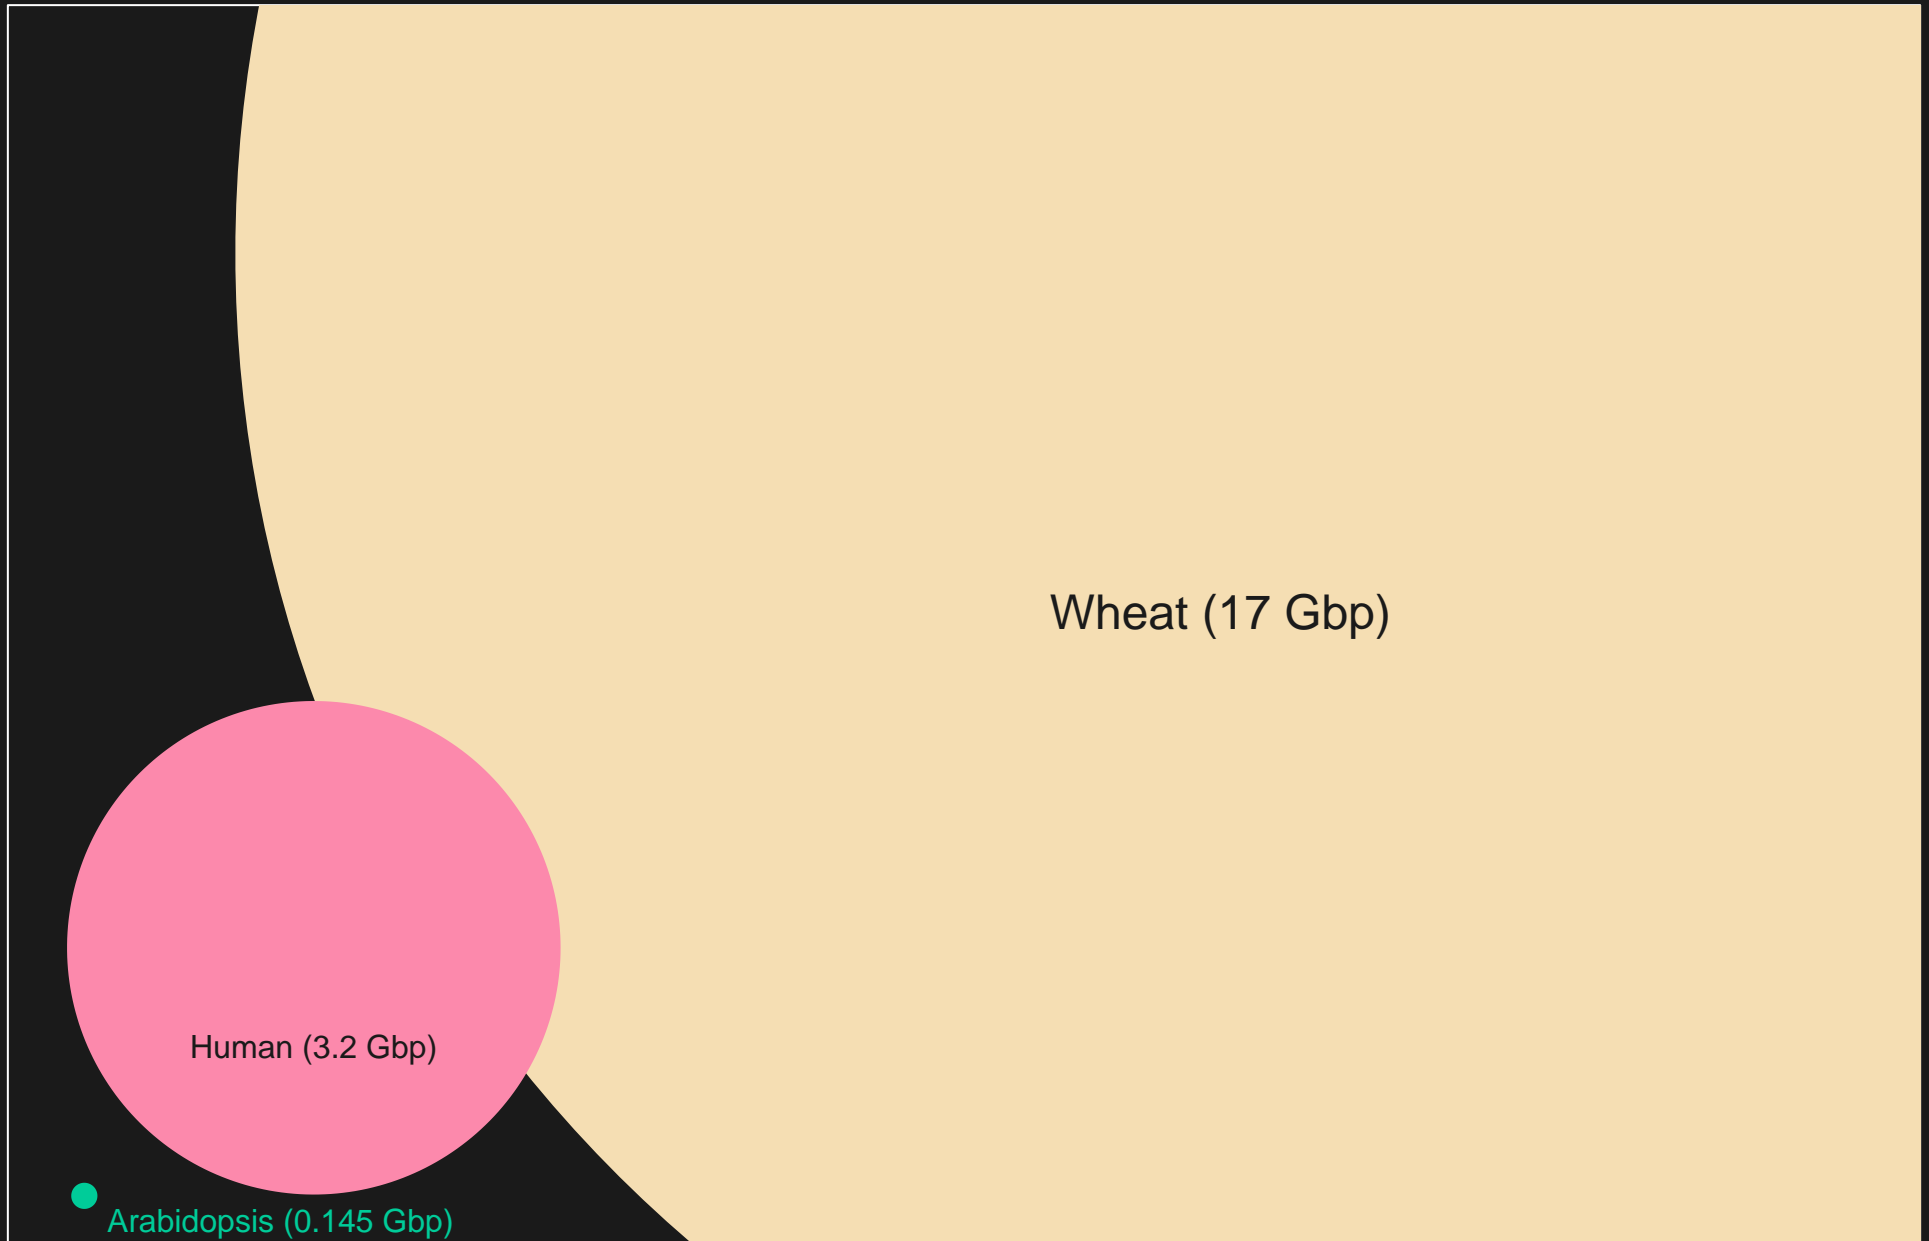 Wheat (17 Gbp)
Human (3.2 Gbp)
Arabidopsis (0.145 Gbp)